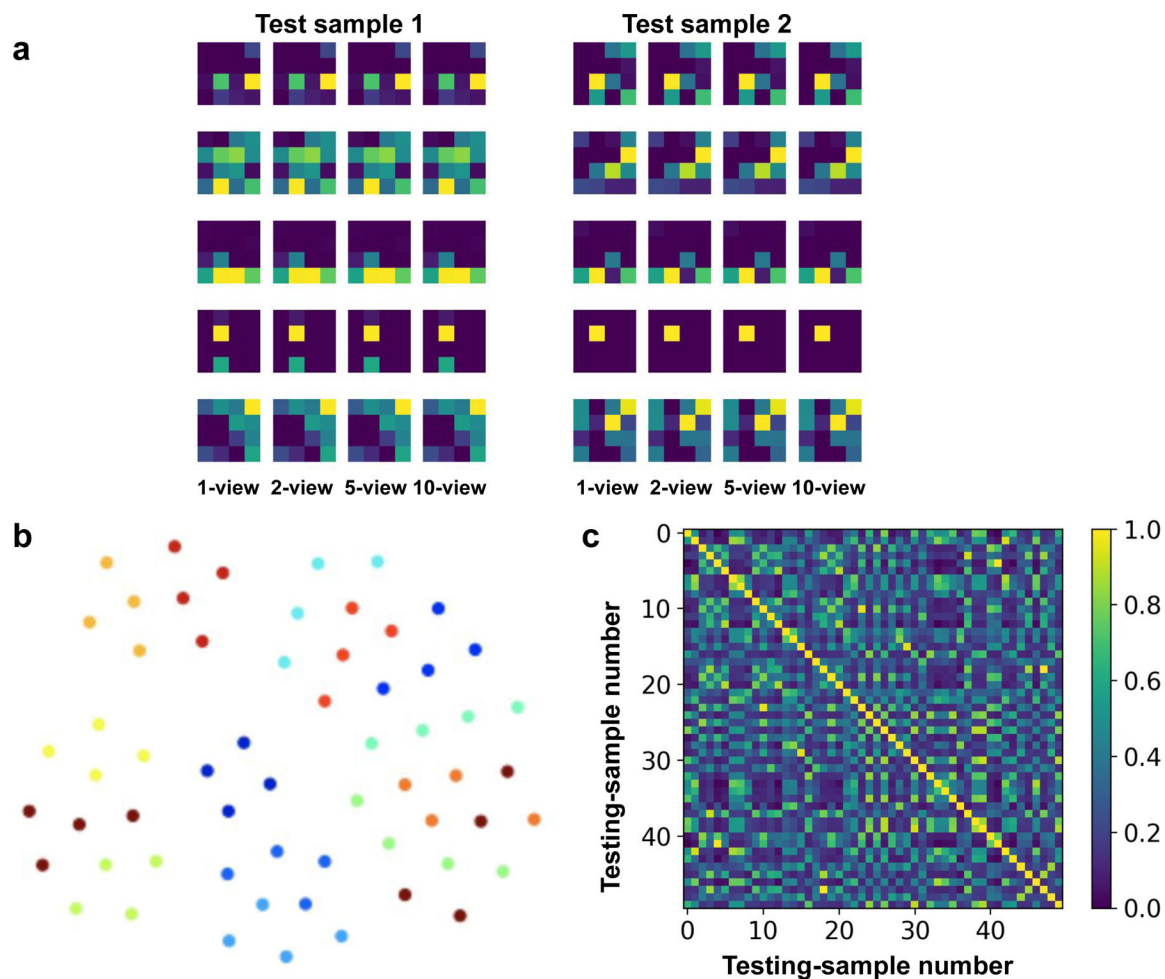 Test sample 1
Test sample 2
a
1-view 2-view 5-view 10-view
1-view 2-view 5-view 10-view
b
c
0
10
20
30
40
Testing-sample number
0 10 20 30 40
Testing-sample number
1.0
0.8
0.6
0.4
0.2
0.0